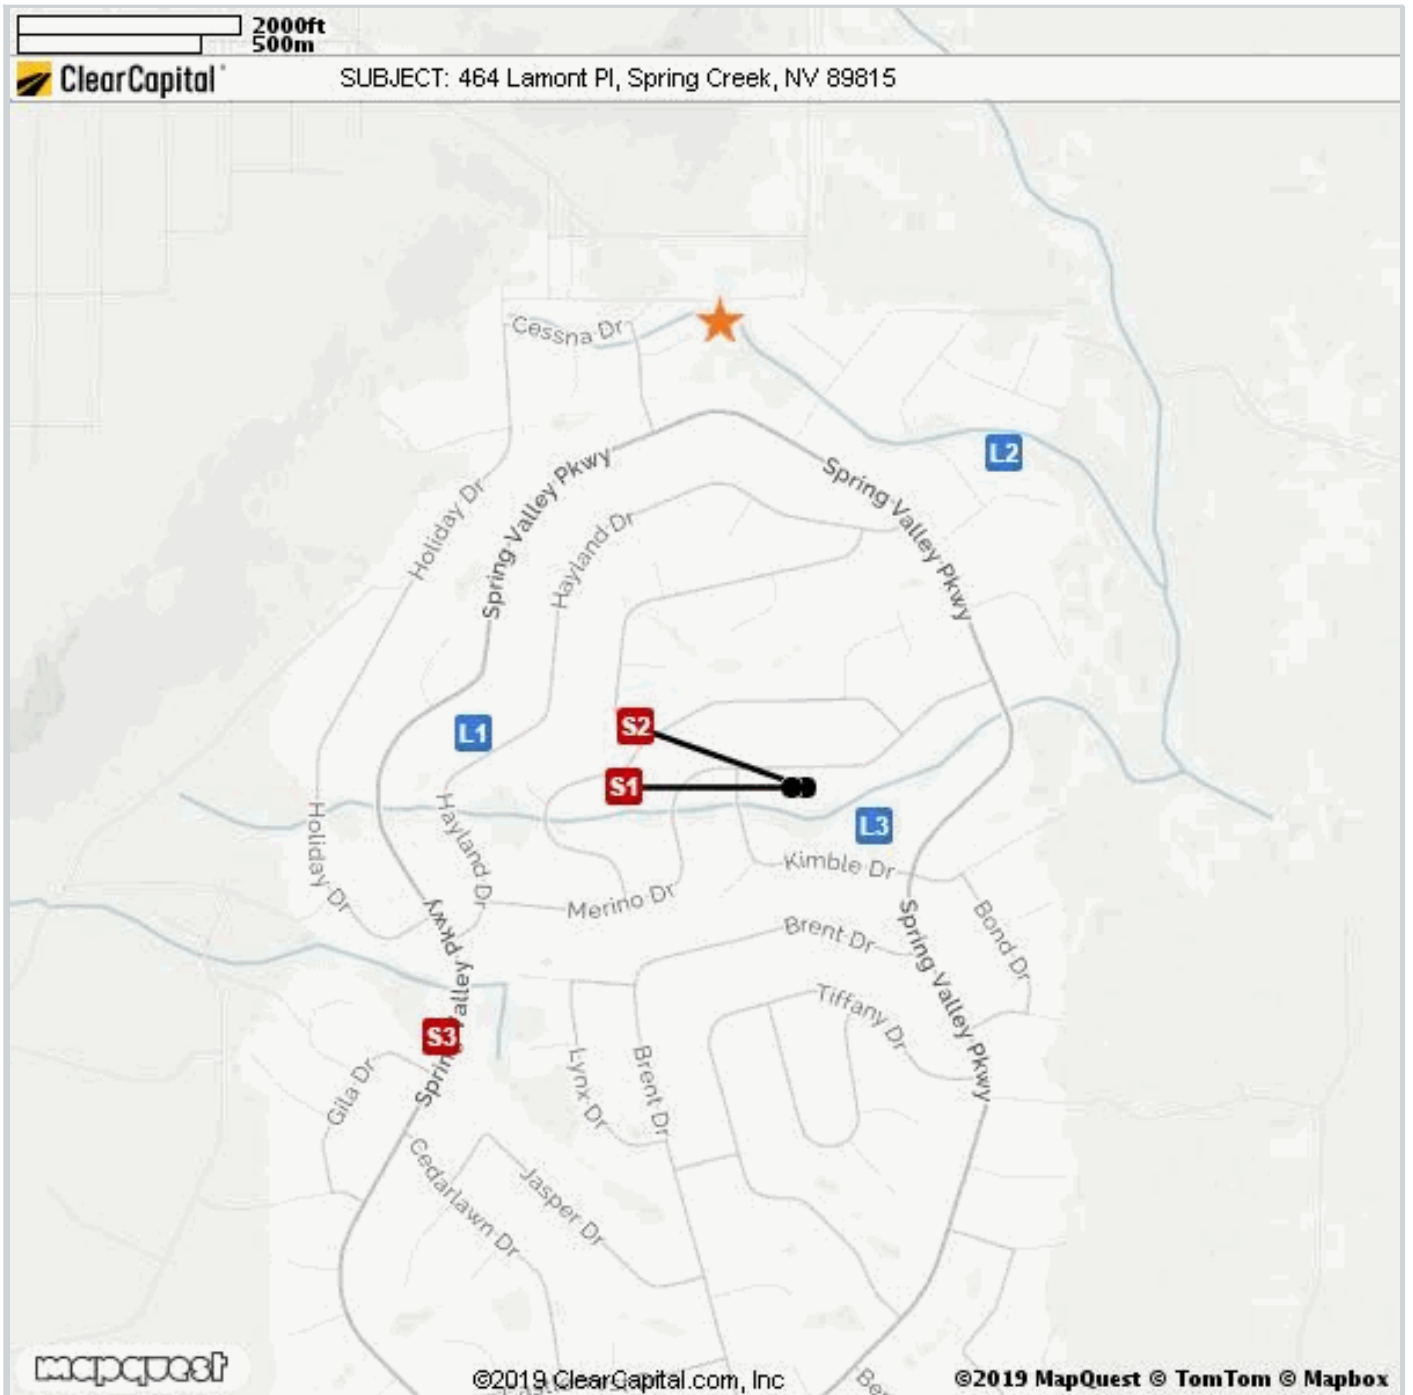 2000ft
500m
ClearCapital
SUBJECT: 464 Lamont Pl, Spring Creek, NV 89815
Cessna Dr
L2
Spring Valley Pkwy
Spring Valley Pkwy
Holiday Dr
Hayland Dr
S2
L1
S1
L3
Holiday Dr
Hayland Dr
Kimble Dr
Merino Dr
Spring Valley Pkwy
Brent Dr
Bond Dr
Spring Valley Pkwy
Tiffany Dr
S3
Gila Dr
Lynx Dr
Brent Dr
Cedarlawn Dr
Jasper Dr
mapquest
©2019 ClearCapital.com, Inc
©2019 MapQuest © TomTom © Mapbox